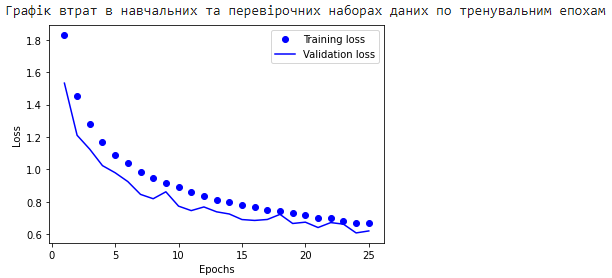 Графік втрат в навчальних та перевірочних наборах даних по тренувальним епохам
Training loss
Validation loss
1.8
1.6
1.4
1.2
1.0
0.8
0.6
Loss
0
5
10
15
20
25
Epochs